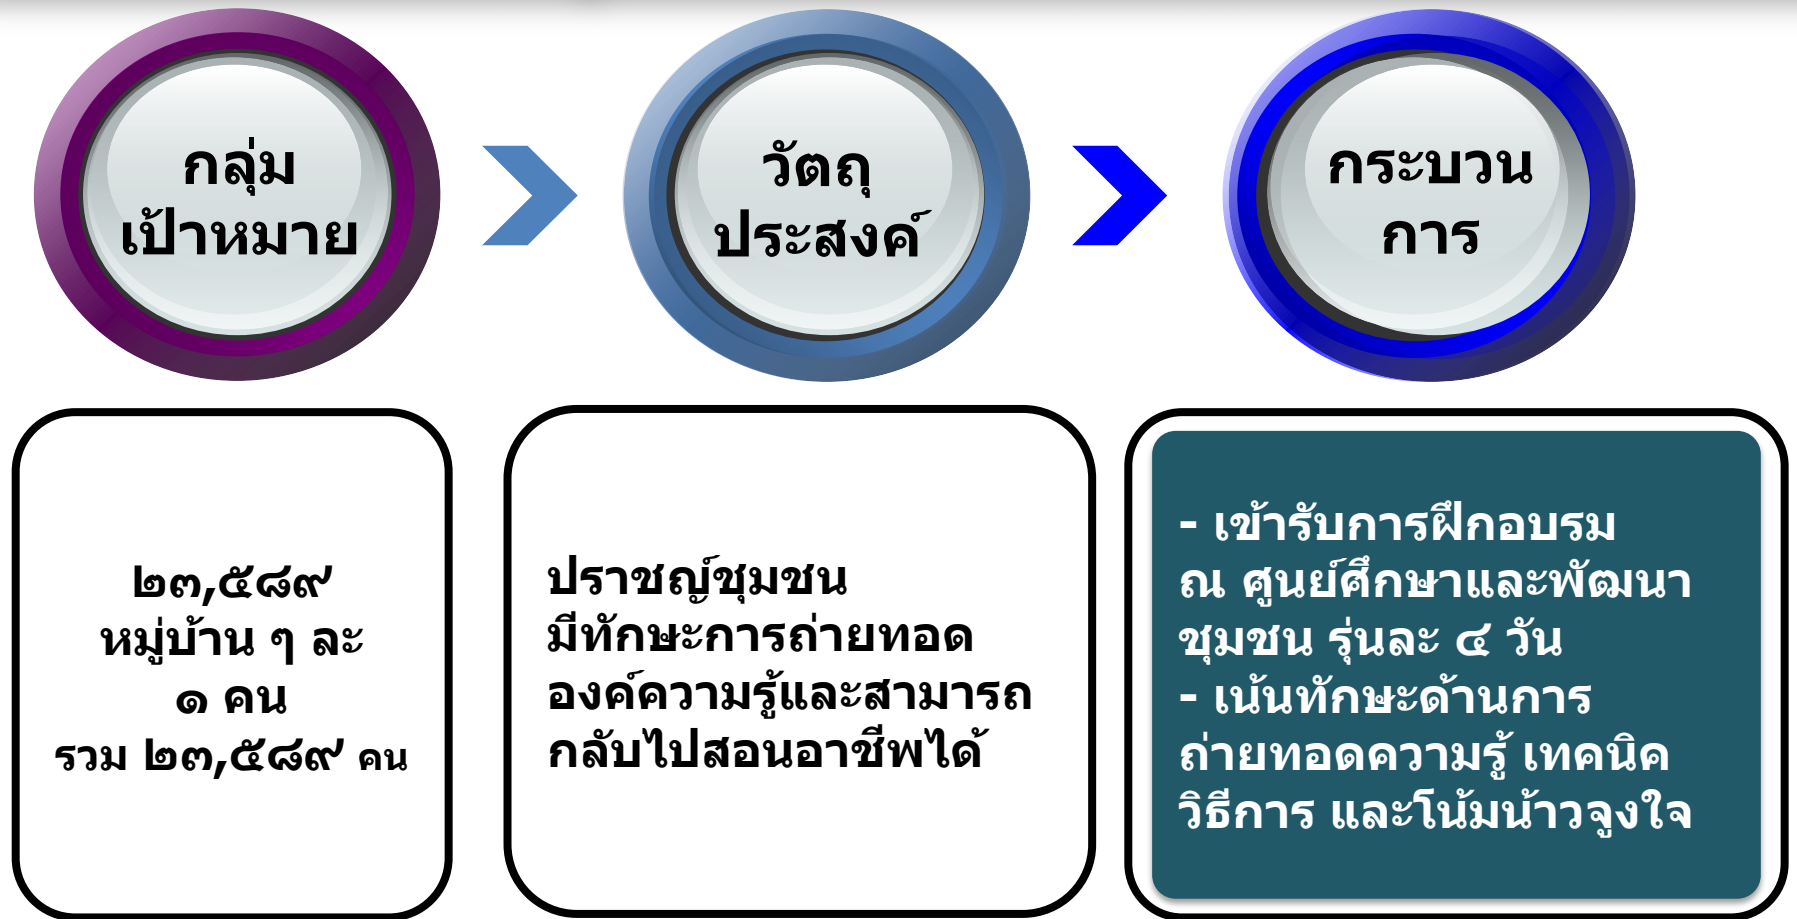 กลุ่ม
เป้าหมาย
วัตถุ
ประสงค์
กระบวน
การ
๒๓,๕๘๙
หมู่บ้าน ๆ ละ
๑ คน
รวม ๒๓,๕๘๙ คน
ปราชญ์ชุมชน
มีทักษะการถ่ายทอด
องค์ความรู้และสามารถ
กลับไปสอนอาชีพได้
- เข้ารับการฝึกอบรม
ณ ศูนย์ศึกษาและพัฒนา
ชุมชน รุ่นละ ๔ วัน
- เน้นทักษะด้านการ
ถ่ายทอดความรู้ เทคนิค
วิธีการ และโน้มน้าวจูงใจ